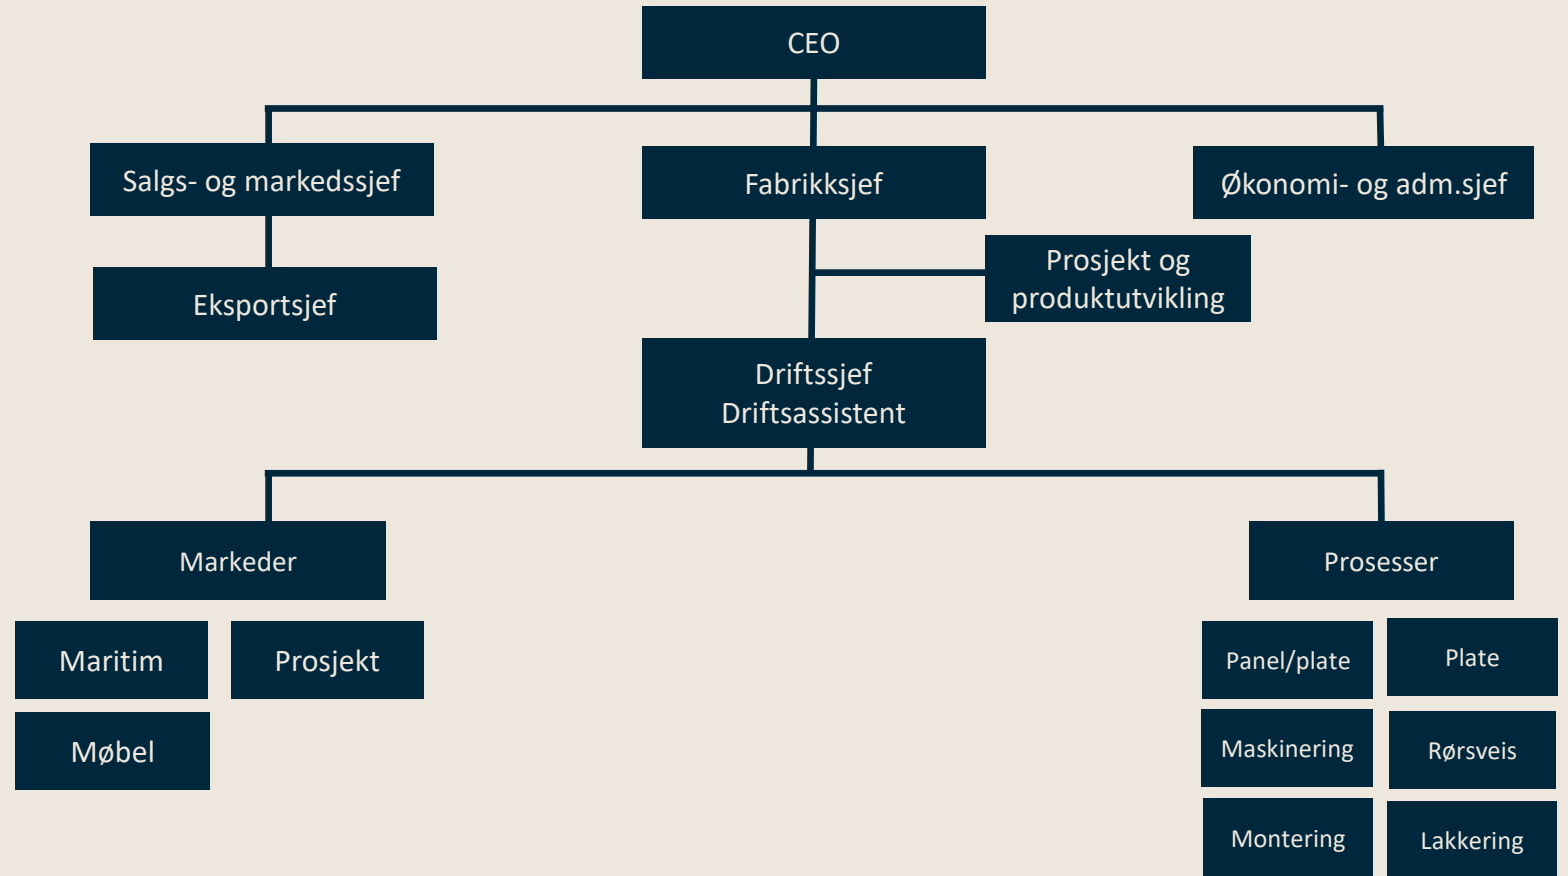 CEO
Salgs- og markedssjef
Fabrikksjef
Økonomi- og adm.sjef
Prosjekt og
produktutvikling
Eksportsjef
Driftssjef
Driftsassistent
Markeder
Prosesser
Maritim
Prosjekt
Møbel
Panel/plate
Plate
Maskinering
Rørsveis
Montering
Lakkering